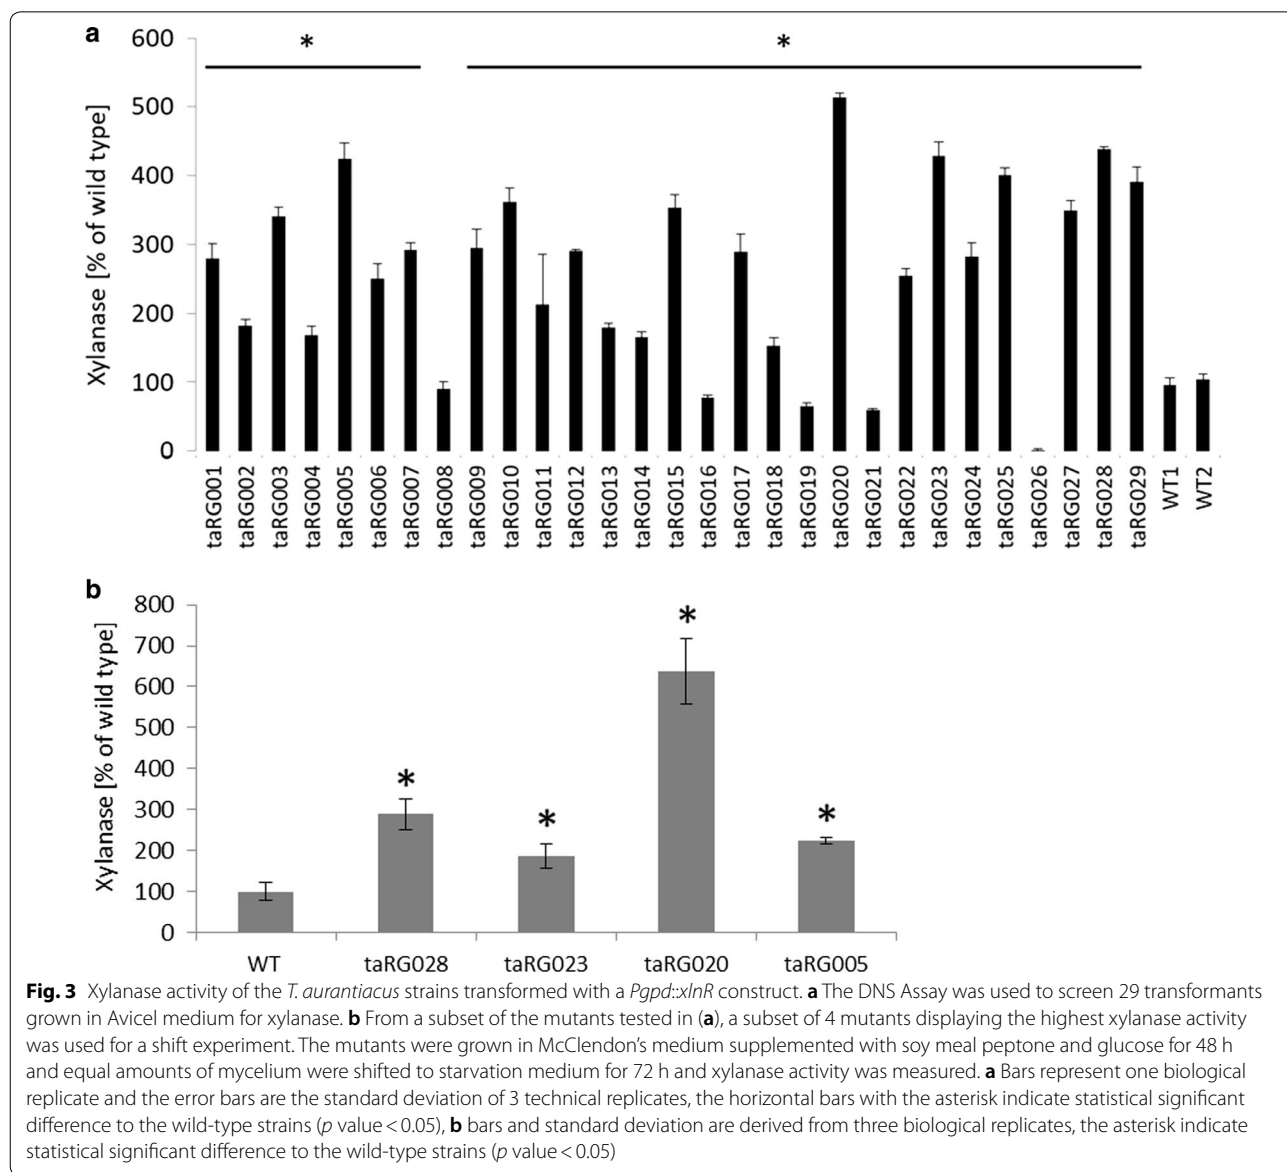 a
Xylanase [% of wild type]
600
500
400
300
200
100
0
*
*
taRG001
taRG002
taRG003
taRG004
taRG005
taRG006
taRG007
taRG008
taRG009
taRG010
taRG011
taRG012
taRG013
taRG014
taRG015
taRG016
taRG017
taRG018
taRG019
taRG020
taRG021
taRG022
taRG023
taRG024
taRG025
taRG026
taRG027
taRG028
taRG029
WT1
WT2
b
Xylanase [% of wild type]
800
700
600
500
400
300
200
100
0
*
*
*
*
WT
taRG028
taRG023
taRG020
taRG005
Fig. 3 Xylanase activity of the T. aurantiacus strains transformed with a Pgpd::xlnR construct. a The DNS Assay was used to screen 29 transformants
grown in Avicel medium for xylanase. b From a subset of the mutants tested in (a), a subset of 4 mutants displaying the highest xylanase activity
was used for a shift experiment. The mutants were grown in McClendon's medium supplemented with soy meal peptone and glucose for 48 h
and equal amounts of mycelium were shifted to starvation medium for 72 h and xylanase activity was measured. a Bars represent one biological
replicate and the error bars are the standard deviation of 3 technical replicates, the horizontal bars with the asterisk indicate statistical significant
difference to the wild-type strains (p value < 0.05), b bars and standard deviation are derived from three biological replicates, the asterisk indicate
statistical significant difference to the wild-type strains (p value < 0.05)